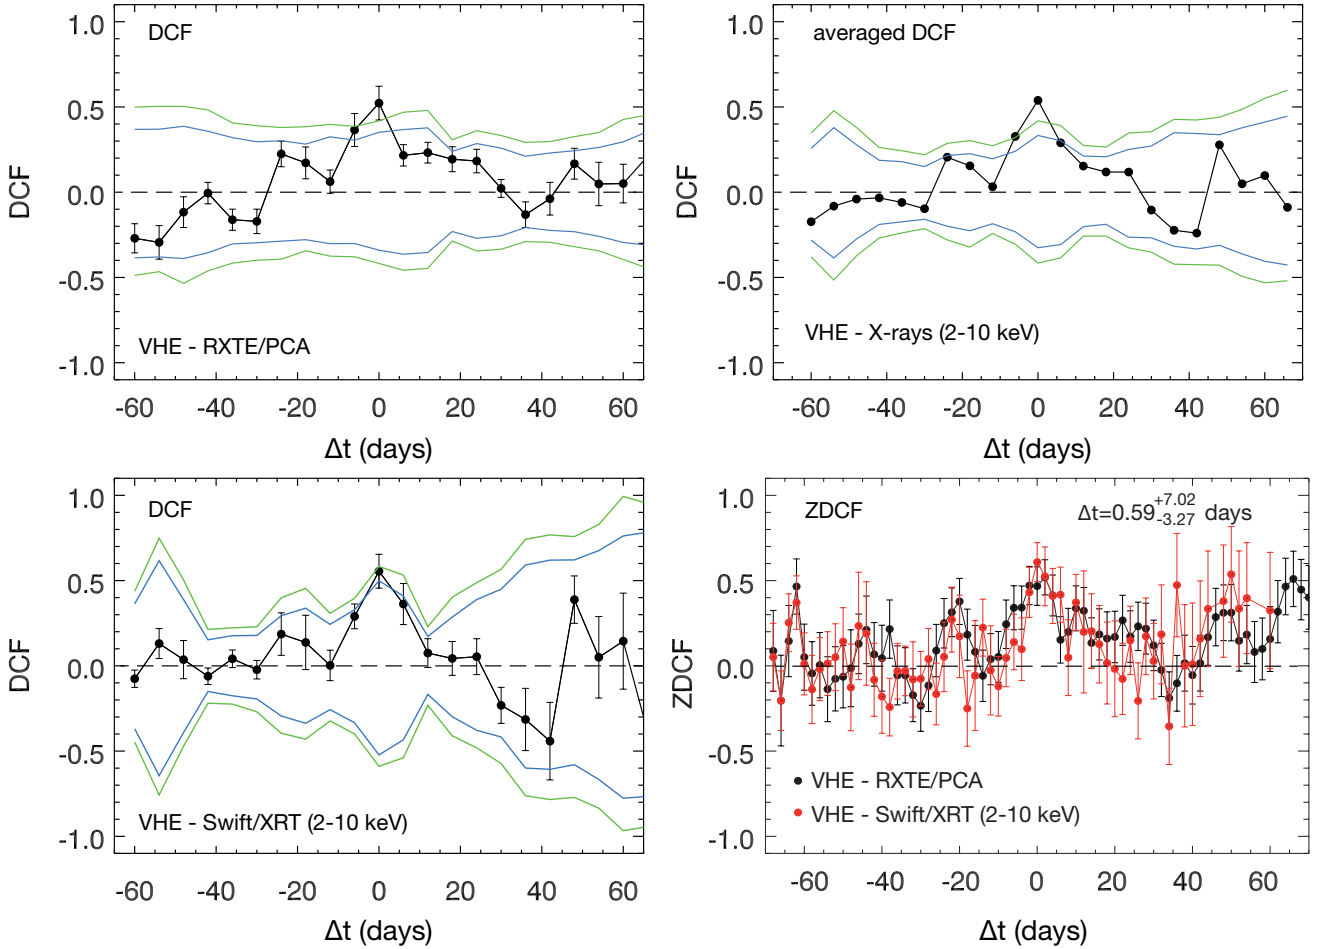 DCF
VHE - RXTE/PCA
DCF
1.0
0.5
0.0
-0.5
-1.0
-60 -40 -20 0 20 40 60
Δt (days)
averaged DCF
VHE - X-rays (2-10 keV)
DCF
1.0
0.5
0.0
-0.5
-1.0
-60 -40 -20 0 20 40 60
Δt (days)
DCF
VHE - Swift/XRT (2-10 keV)
DCF
1.0
0.5
0.0
-0.5
-1.0
-60 -40 -20 0 20 40 60
Δt (days)
ZDCF
Δt=0.59+7.02-3.27 days
VHE - RXTE/PCA
VHE - Swift/XRT (2-10 keV)
ZDCF
1.0
0.5
0.0
-0.5
-1.0
-60 -40 -20 0 20 40 60
Δt (days)